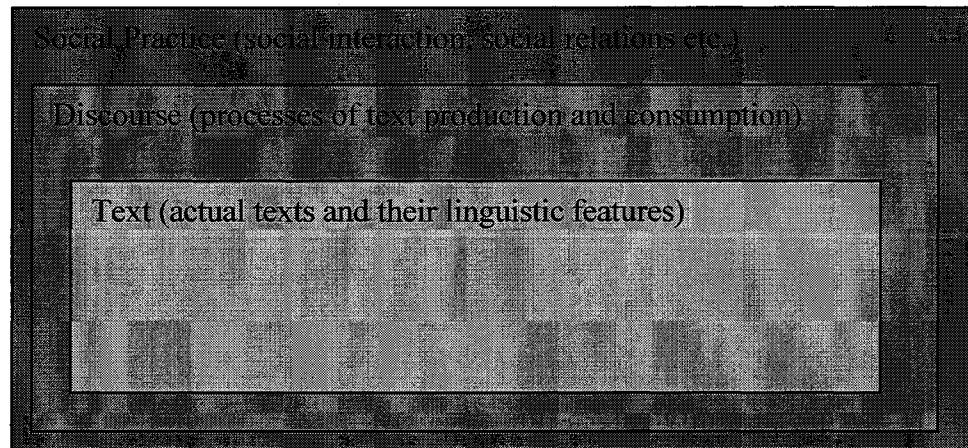 Social Practice (social interaction, social relations etc.)
Discourse (processes of text production and consumption)
Text (actual texts and their linguistic features)